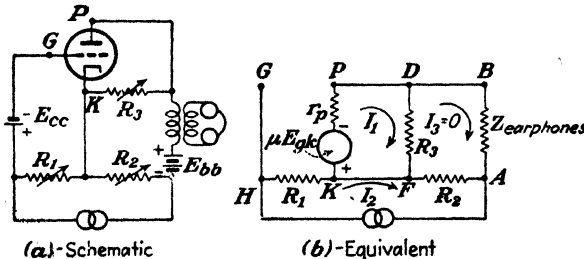 P
G
K
R3
- Ecc +
R1
R2
+ Ebb -
(a)-Schematic
G P D B
rp
-
I1
I3=0
Zearphones
μEgk
R3
+
H R1 K I2 F R2 A
(b)-Equivalent